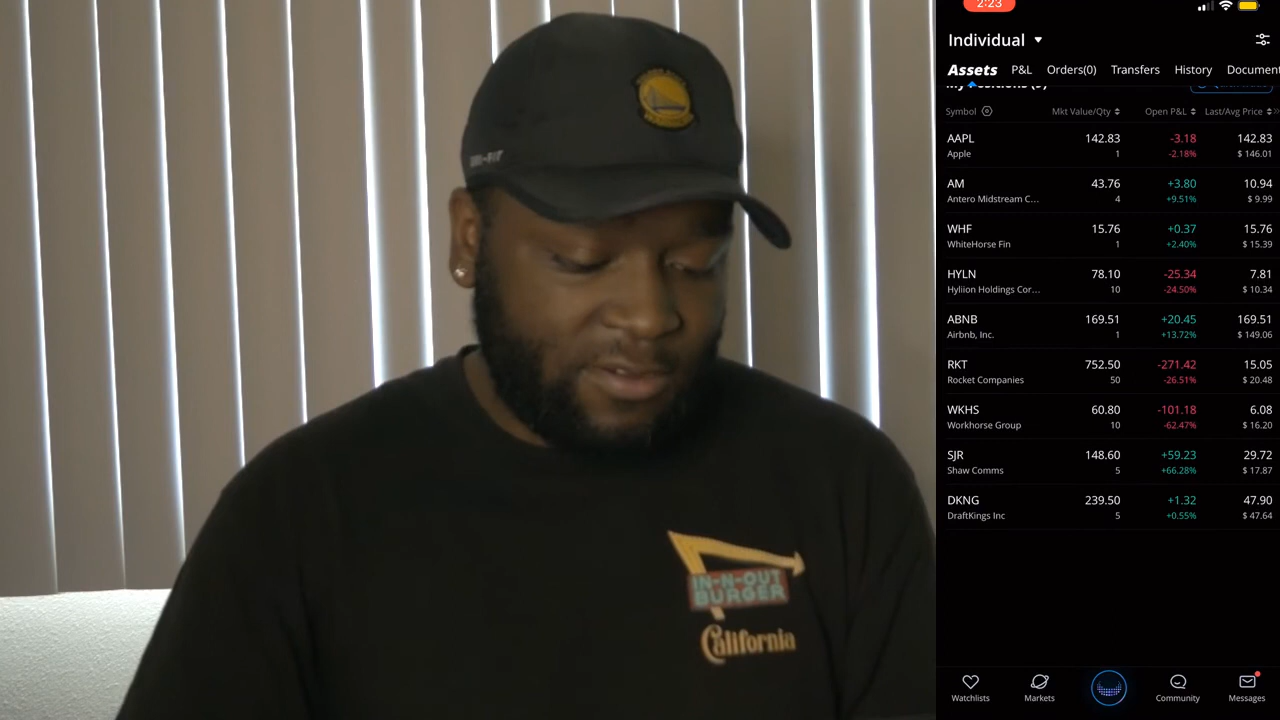 DRI-FIT
IN-N-OUT
BURGER
California
2:23
Individual
Assets P&L Orders(0) Transfers History Document
Symbol Mkt Value/Qty Open P&L Last/Avg Price
AAPL 142.83 -3.18 142.83
Apple 1 -2.18% $ 146.01
AM 43.76 +3.80 10.94
Antero Midstream C... 4 +9.51% $ 9.99
WHF 15.76 +0.37 15.76
WhiteHorse Fin 1 +2.40% $ 15.39
HYLN 78.10 -25.34 7.81
Hyliion Holdings Cor... 10 -24.50% $ 10.34
ABNB 169.51 +20.45 169.51
Airbnb, Inc. 1 +13.72% $ 149.06
RKT 752.50 -271.42 15.05
Rocket Companies 50 -26.51% $ 20.48
WKHS 60.80 -101.18 6.08
Workhorse Group 10 -62.47% $ 16.20
SJR 148.60 +59.23 29.72
Shaw Comms 5 +66.28% $ 17.87
DKNG 239.50 +1.32 47.90
DraftKings Inc 5 +0.55% $ 47.64
Watchlists Markets Community Messages